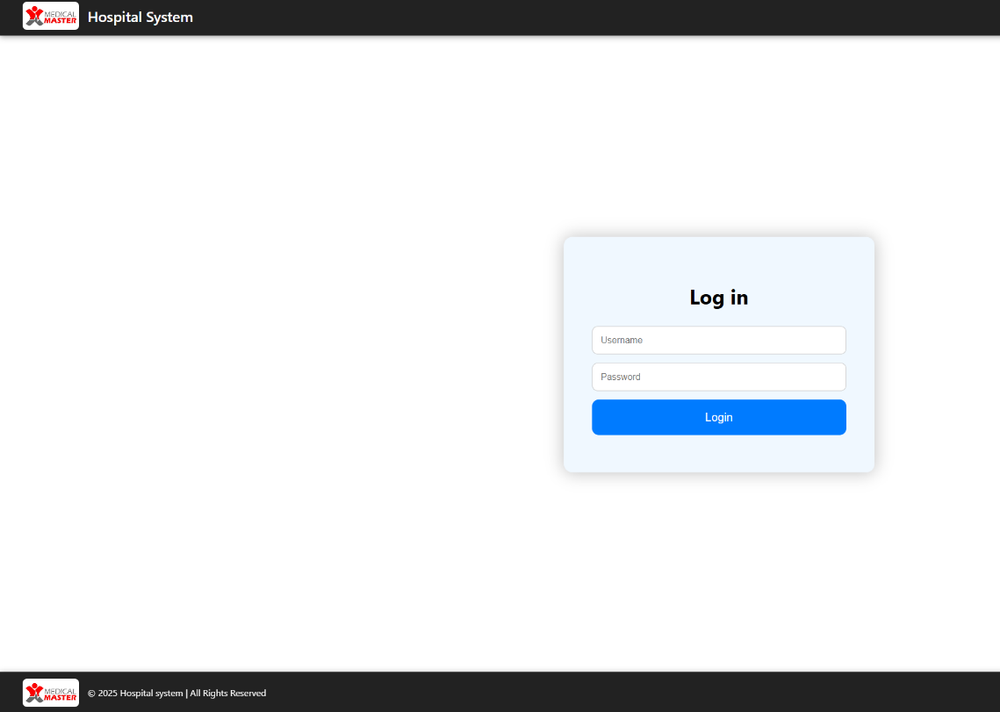 MEDICAL
MASTER
Hospital System
Log in
Username
Password
Login
MEDICAL
MASTER
© 2025 Hospital system | All Rights Reserved